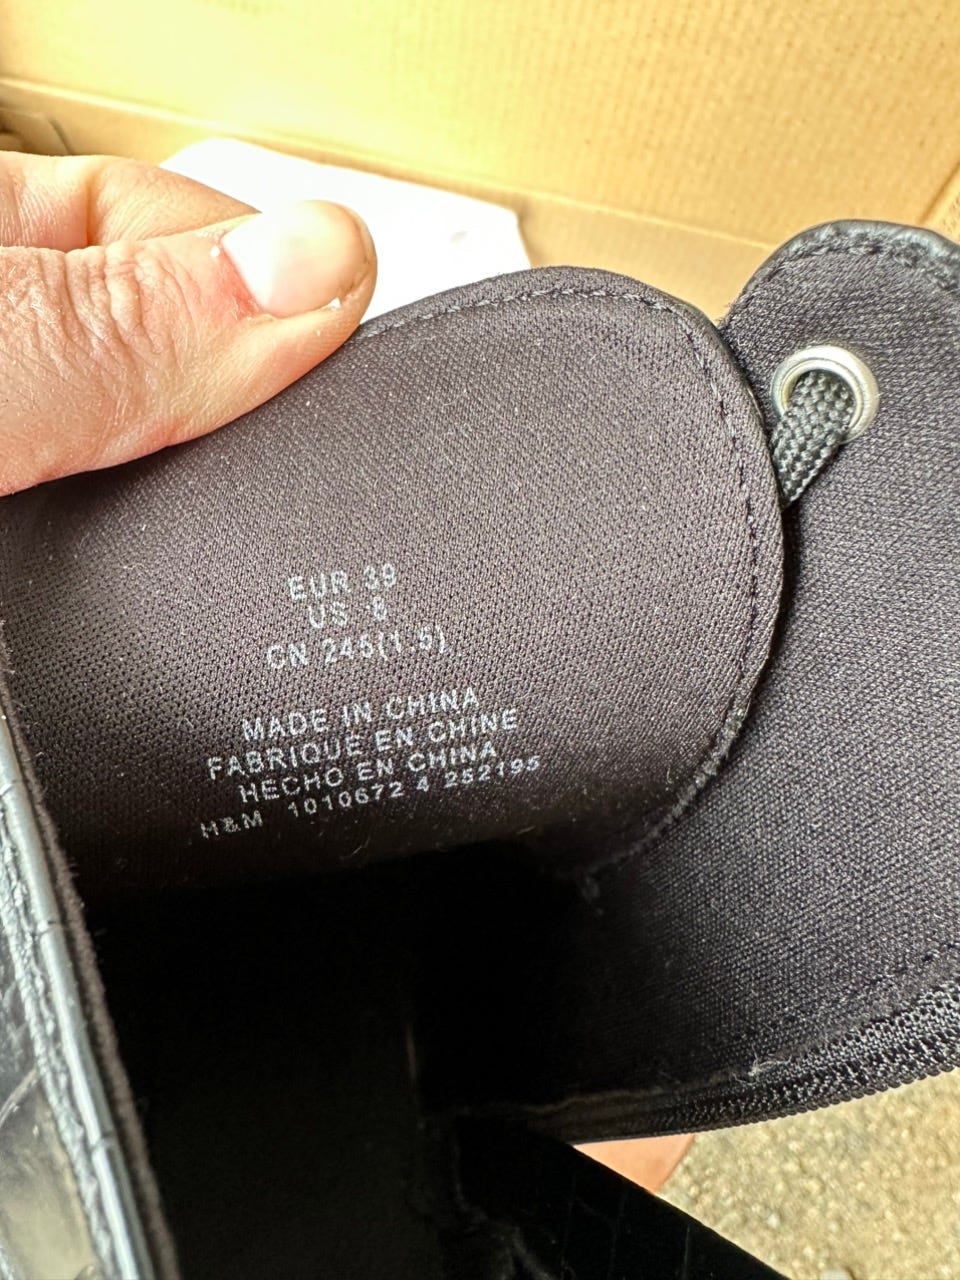 EUR 39
US 8
CN 245(1.5)
MADE IN CHINA
FABRIQUE EN CHINE
HECHO EN CHINA
H&M 1010672 4 252195